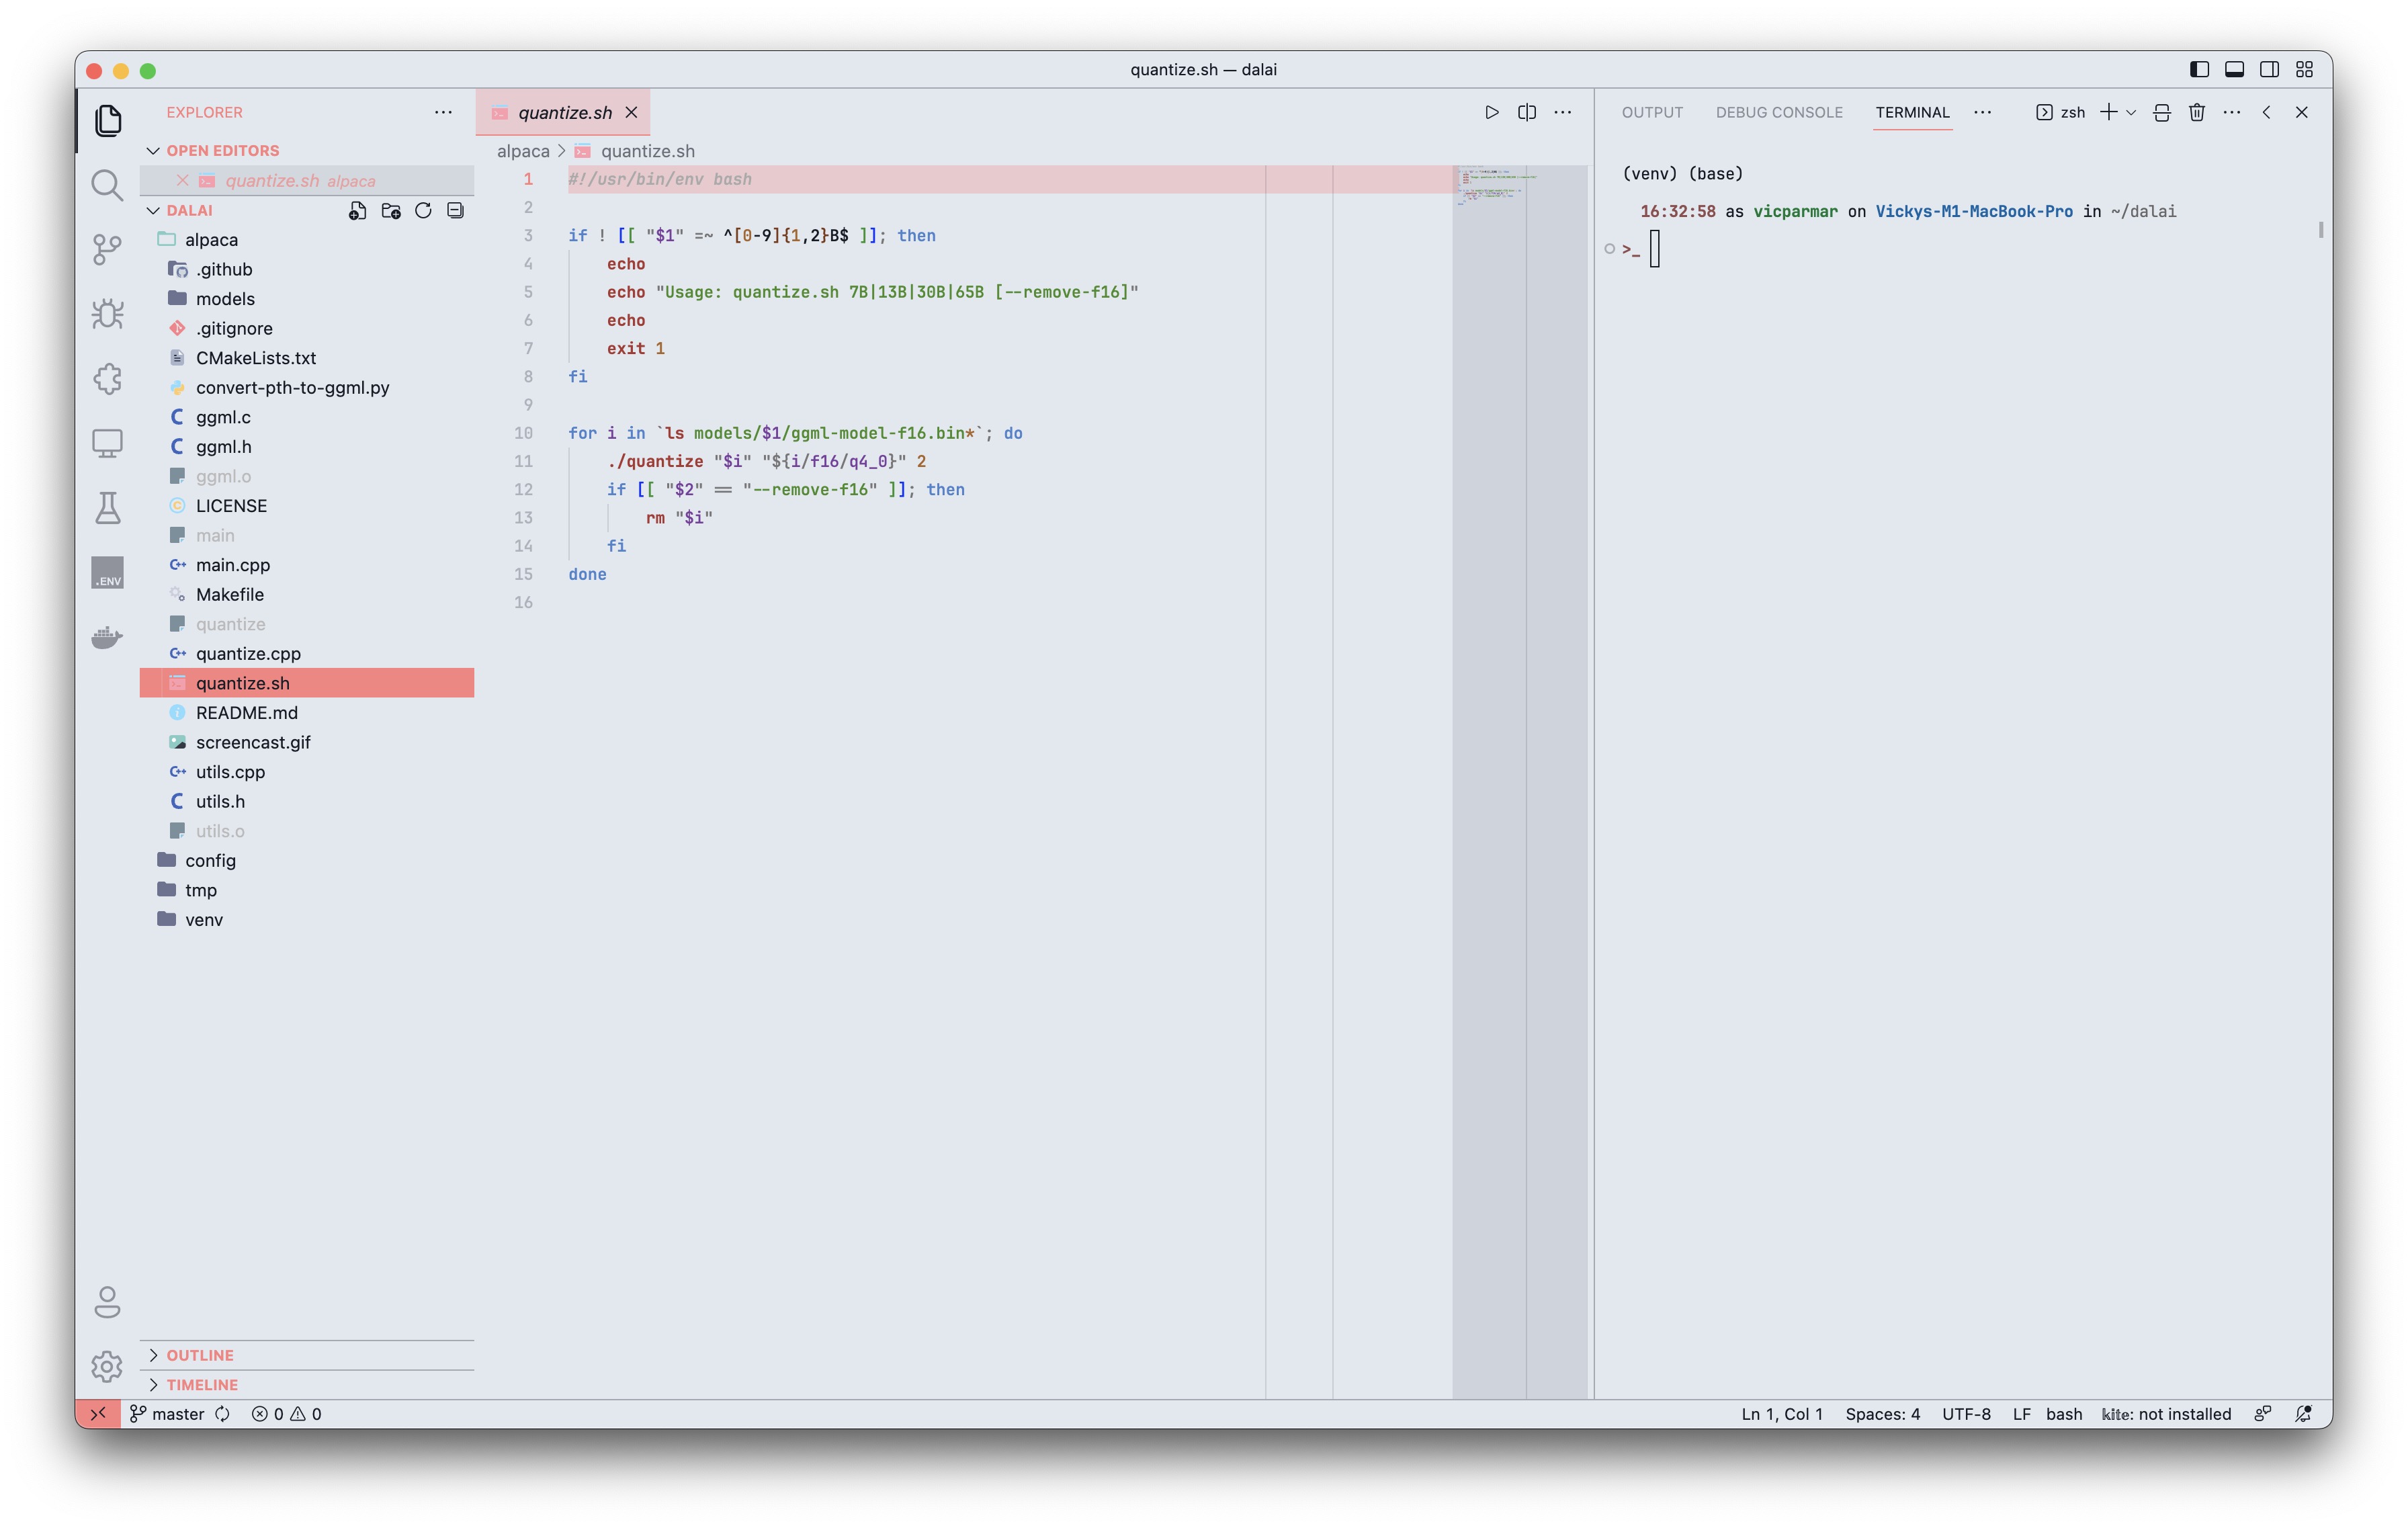 quantize.sh — dalai
EXPLORER
OPEN EDITORS
quantize.sh alpaca
DALAI
alpaca
.github
models
.gitignore
CMakeLists.txt
convert-pth-to-ggml.py
ggml.c
ggml.h
ggml.o
LICENSE
main
main.cpp
Makefile
quantize
quantize.cpp
quantize.sh
README.md
screencast.gif
utils.cpp
utils.h
utils.o
config
tmp
venv
OUTLINE
TIMELINE
.ENV
quantize.sh
alpaca > quantize.sh
1 #!/usr/bin/env bash
2
3 if ! [[ "$1" =~ ^[0-9]{1,2}B$ ]]; then
4 echo
5 echo "Usage: quantize.sh 7B|13B|30B|65B [--remove-f16]"
6 echo
7 exit 1
8 fi
9
10 for i in `ls models/$1/ggml-model-f16.bin*`; do
11 ./quantize "$i" "${i/f16/q4_0}" 2
12 if [[ "$2" == "--remove-f16" ]]; then
13 rm "$i"
14 fi
15 done
16
OUTPUT DEBUG CONSOLE TERMINAL zsh
(venv) (base)
16:32:58 as vicparmar on Vickys-M1-MacBook-Pro in ~/dalai
>_
master 0 0 Ln 1, Col 1 Spaces: 4 UTF-8 LF bash kite: not installed